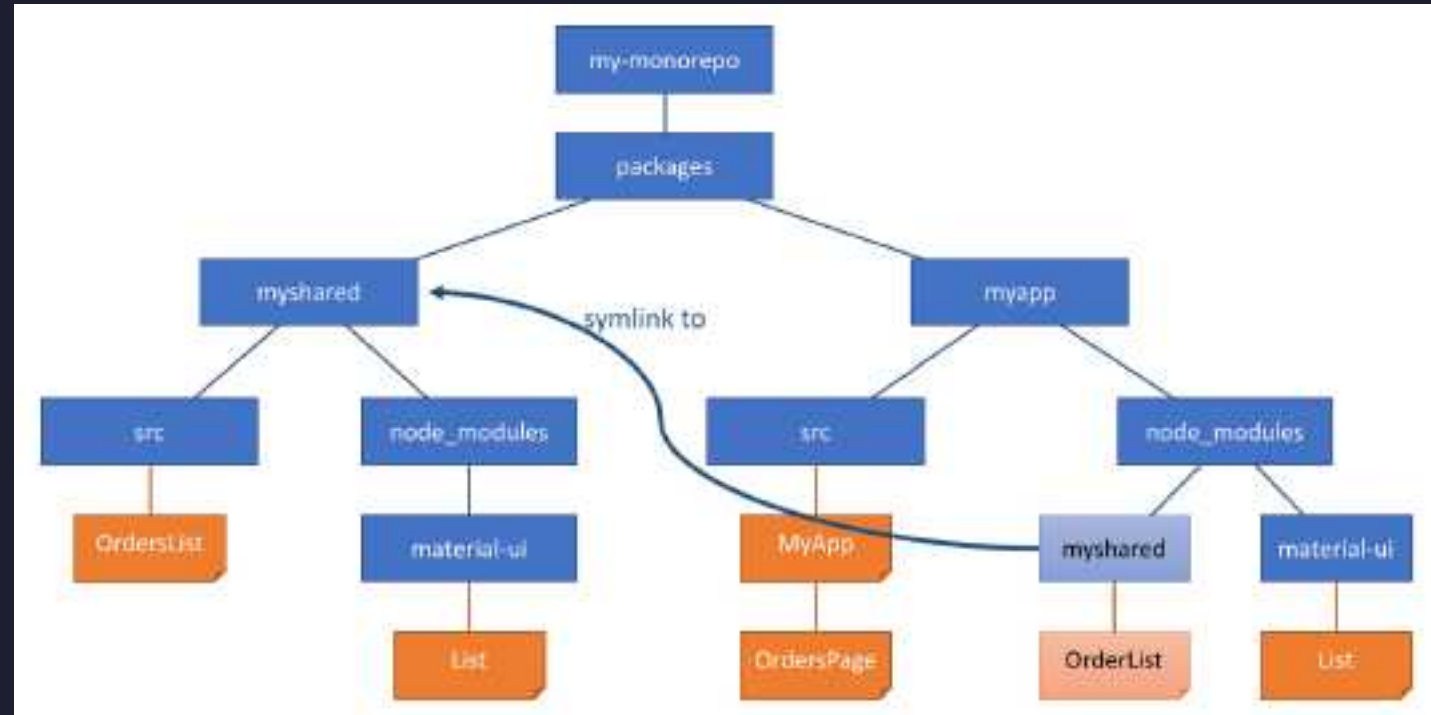 my-monorepo
packages
myshared
myapp
symlink to
src
node_modules
src
node_modules
OrdersList
material-ui
MyApp
myshared
material-ui
List
OrdersPage
OrderList
List